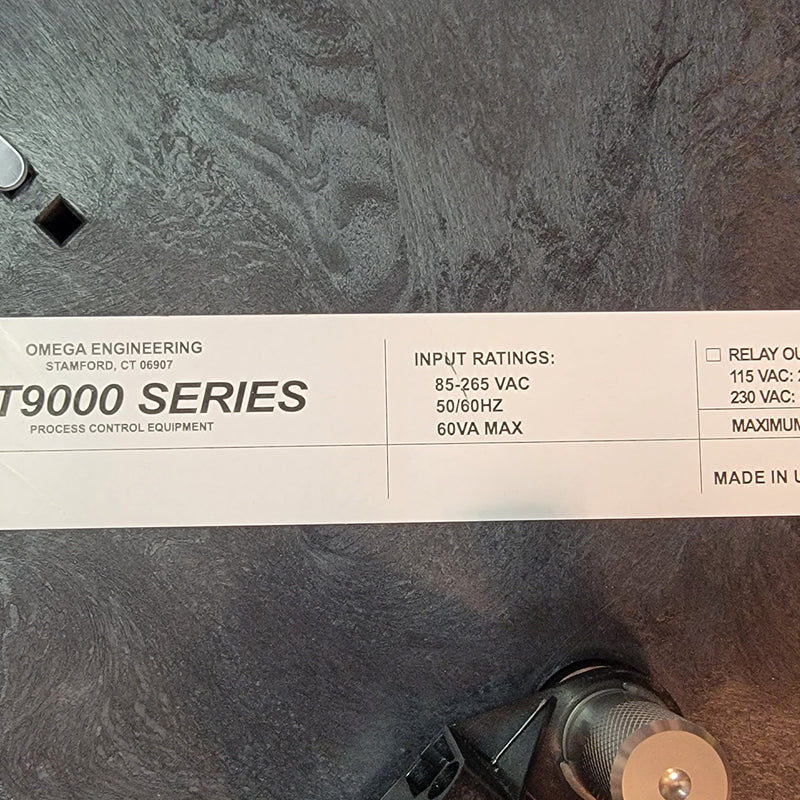 OMEGA ENGINEERING
STAMFORD, CT 06907
T9000 SERIES
PROCESS CONTROL EQUIPMENT
INPUT RATINGS:
85-265 VAC
50/60HZ
60VA MAX
RELAY OU
115 VAC: 2
230 VAC:
MAXIMUM
MADE IN U